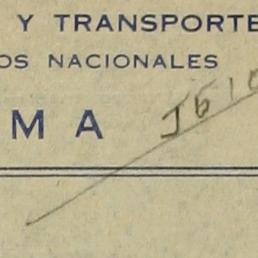 Y TRANSPORTE
OS NACIONALES
M A